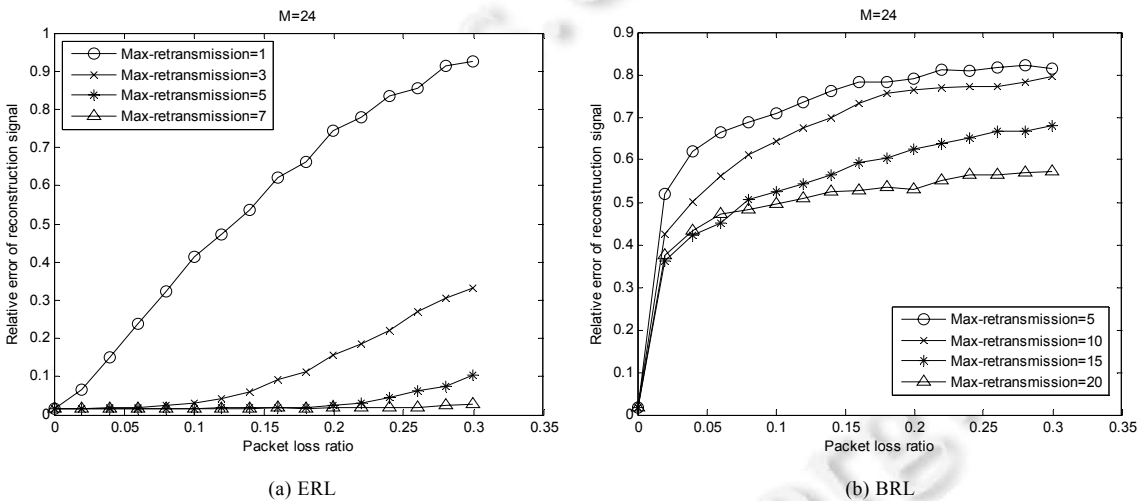 M=24
Relative error of reconstruction signal
1
0.9
0.8
0.7
0.6
0.5
0.4
0.3
0.2
0.1
0
Max-retransmission=1
Max-retransmission=3
Max-retransmission=5
Max-retransmission=7
0 0.05 0.1 0.15 0.2 0.25 0.3 0.35
Packet loss ratio
(a) ERL
M=24
Relative error of reconstruction signal
0.9
0.8
0.7
0.6
0.5
0.4
0.3
0.2
0.1
0
Max-retransmission=5
Max-retransmission=10
Max-retransmission=15
Max-retransmission=20
0 0.05 0.1 0.15 0.2 0.25 0.3 0.35
Packet loss ratio
(b) BRL